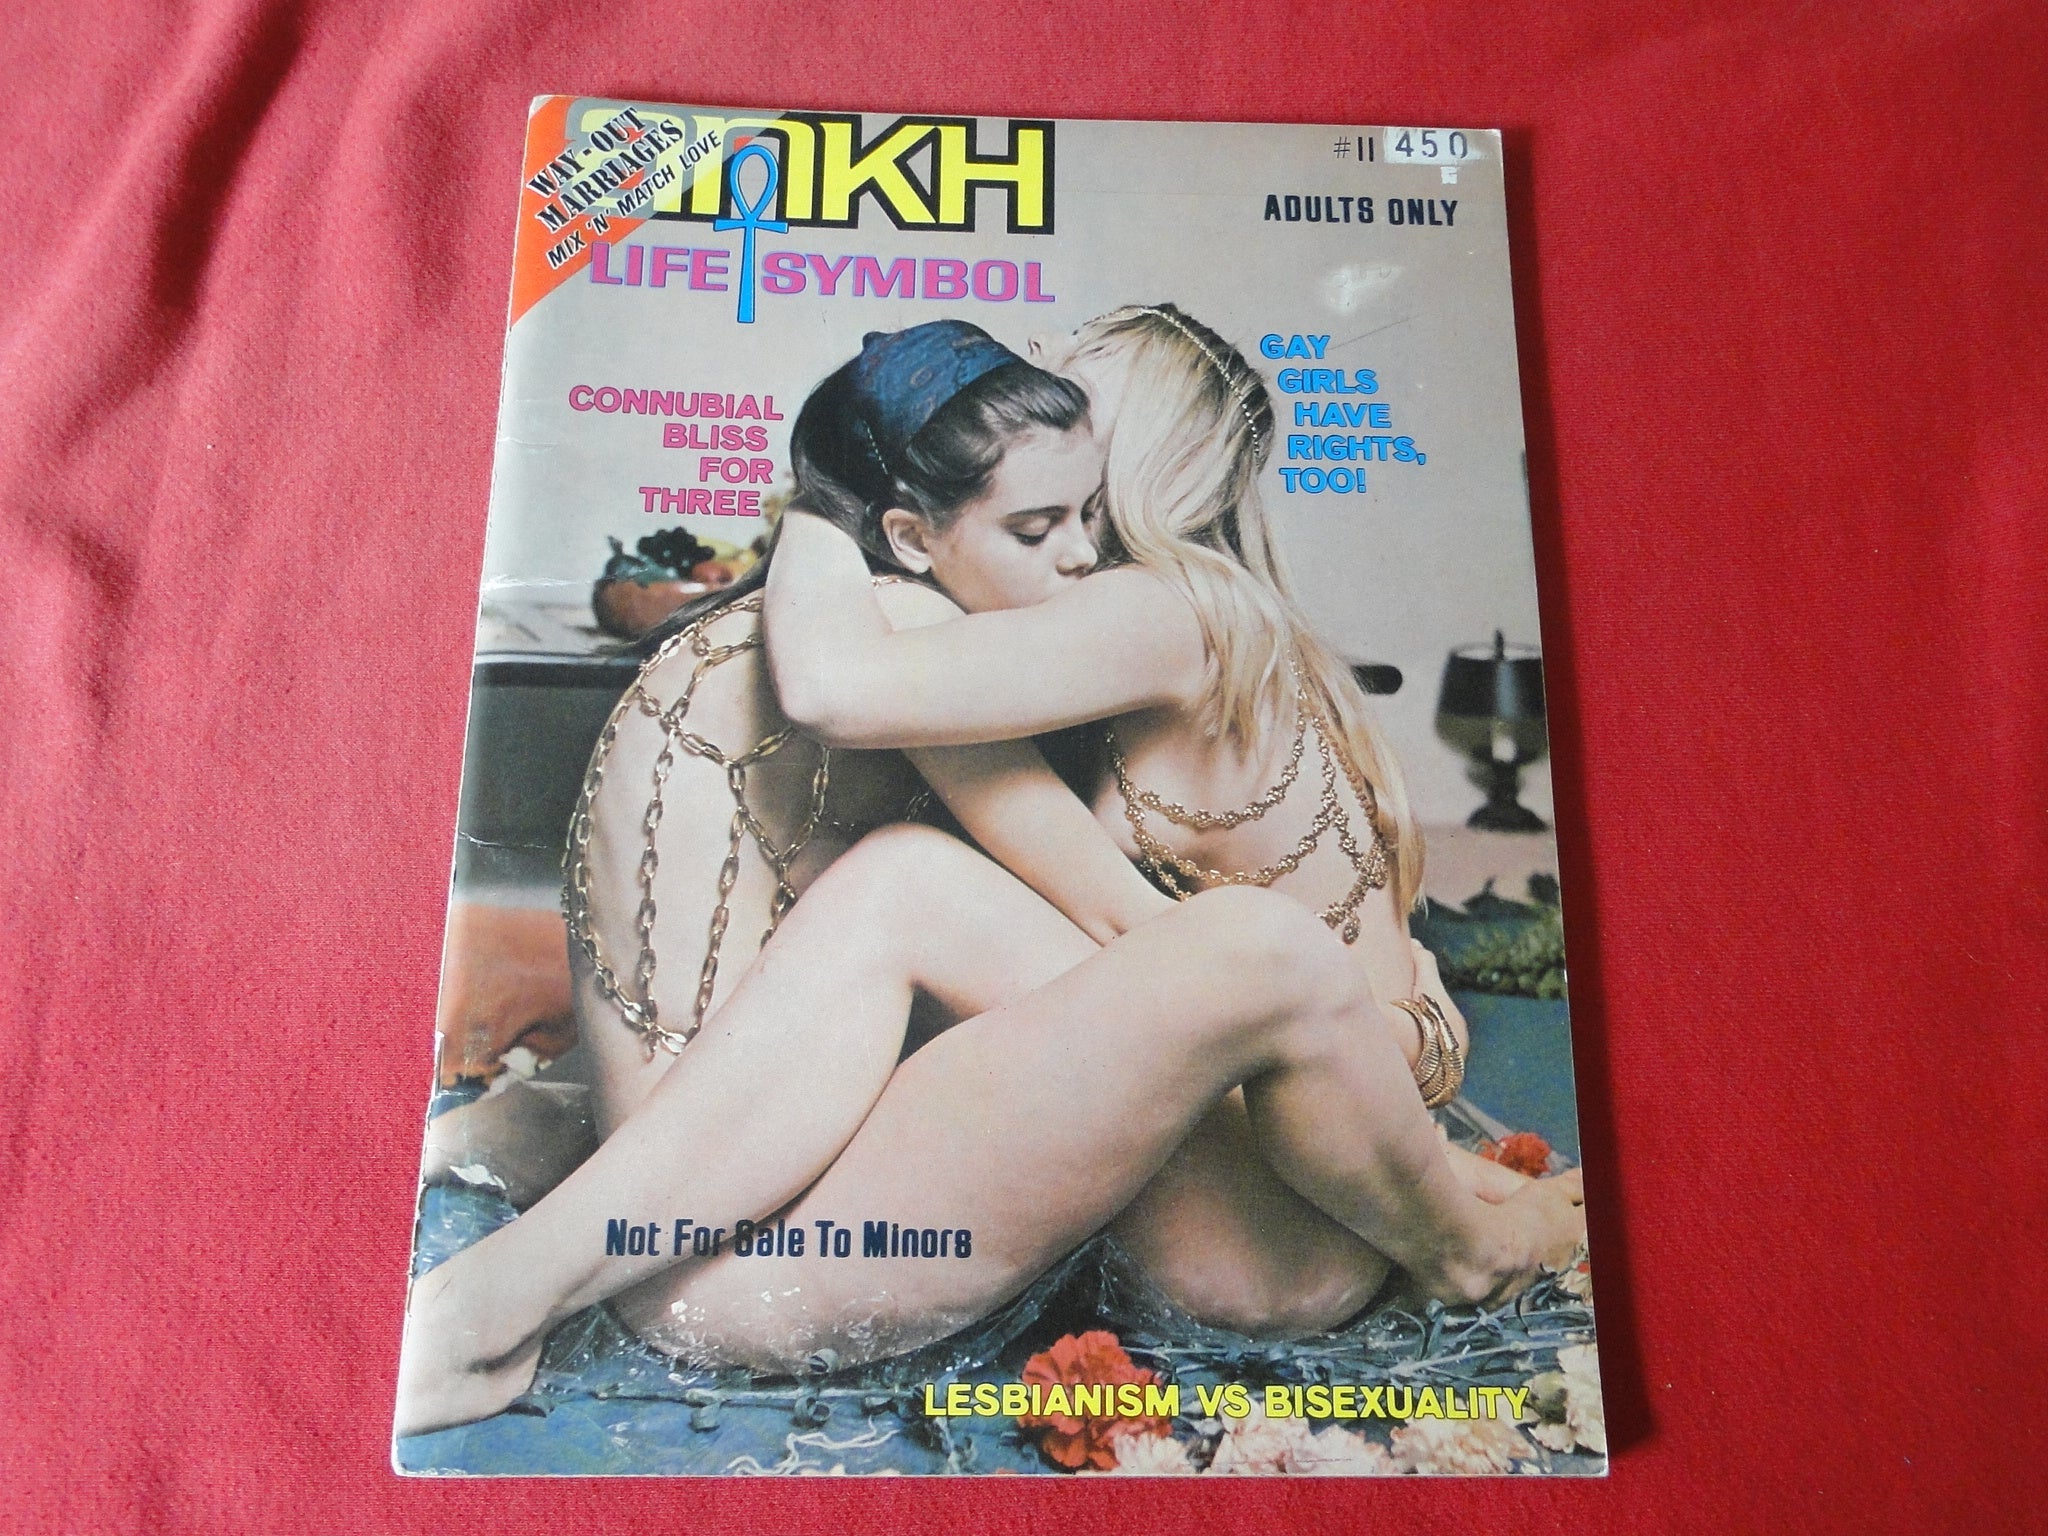 WAY-OUT
MARRIAGES
MIX 'N' MATCH LOVE
ankH
LIFE SYMBOL
#11 450
ADULTS ONLY
CONNUBIAL
BLISS
FOR
THREE
GAY
GIRLS
HAVE
RIGHTS,
TOO!
Not For Sale To Minors
LESBIANISM VS BISEXUALITY